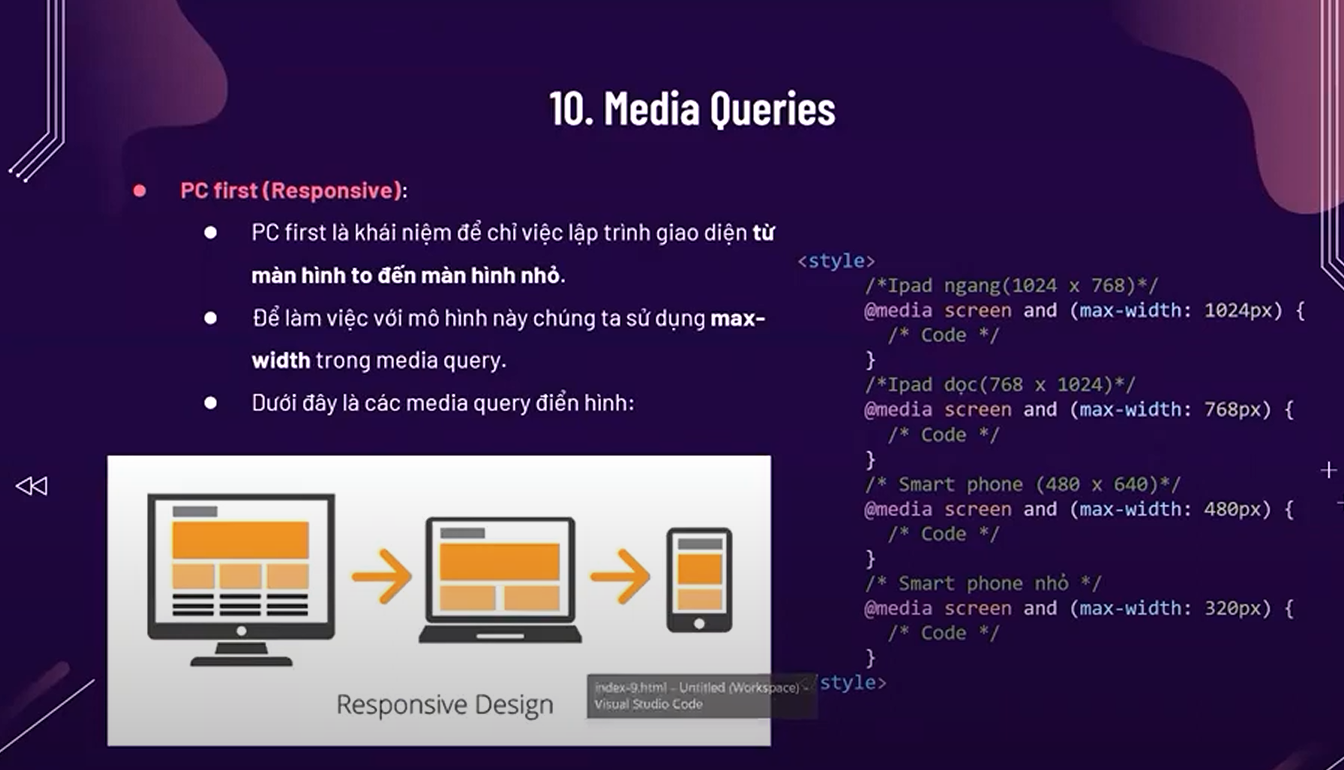 10. Media Queries
PC first (Responsive):
PC first là khái niệm để chỉ việc lập trình giao diện từ
màn hình to đến màn hình nhỏ.
Để làm việc với mô hình này chúng ta sử dụng max-
width trong media query.
Dưới đây là các media query điển hình:
Responsive Design
index-9.html - Untitled (Workspace) -
Visual Studio Code
<style>
/*Ipad ngang(1024 x 768)*/
@media screen and (max-width: 1024px) {
/* Code */
}
/*Ipad dọc(768 x 1024)*/
@media screen and (max-width: 768px) {
/* Code */
}
/* Smart phone (480 x 640)*/
@media screen and (max-width: 480px) {
/* Code */
}
/* Smart phone nhỏ */
@media screen and (max-width: 320px) {
/* Code */
}
</style>